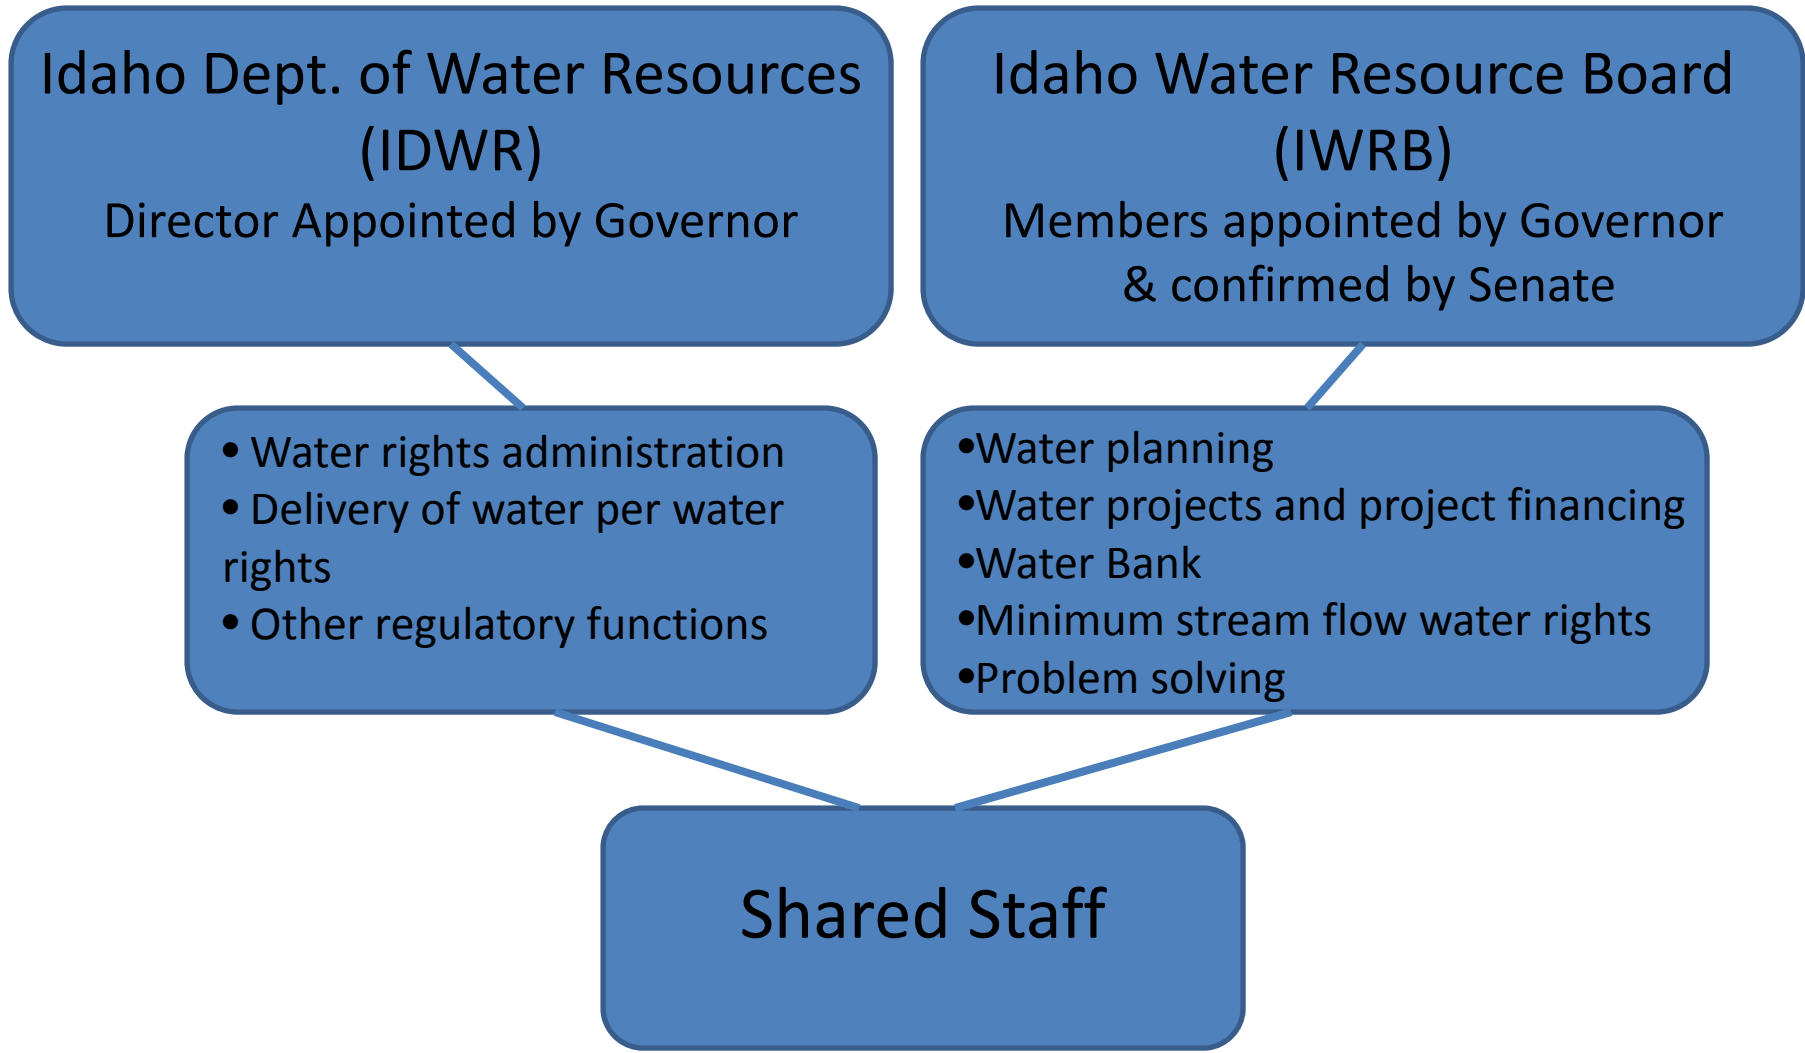 Idaho Dept. of Water Resources
(IDWR)
Director Appointed by Governor
Idaho Water Resource Board
(IWRB)
Members appointed by Governor
& confirmed by Senate
• Water rights administration
• Delivery of water per water
rights
• Other regulatory functions
•Water planning
•Water projects and project financing
•Water Bank
•Minimum stream flow water rights
•Problem solving
Shared Staff